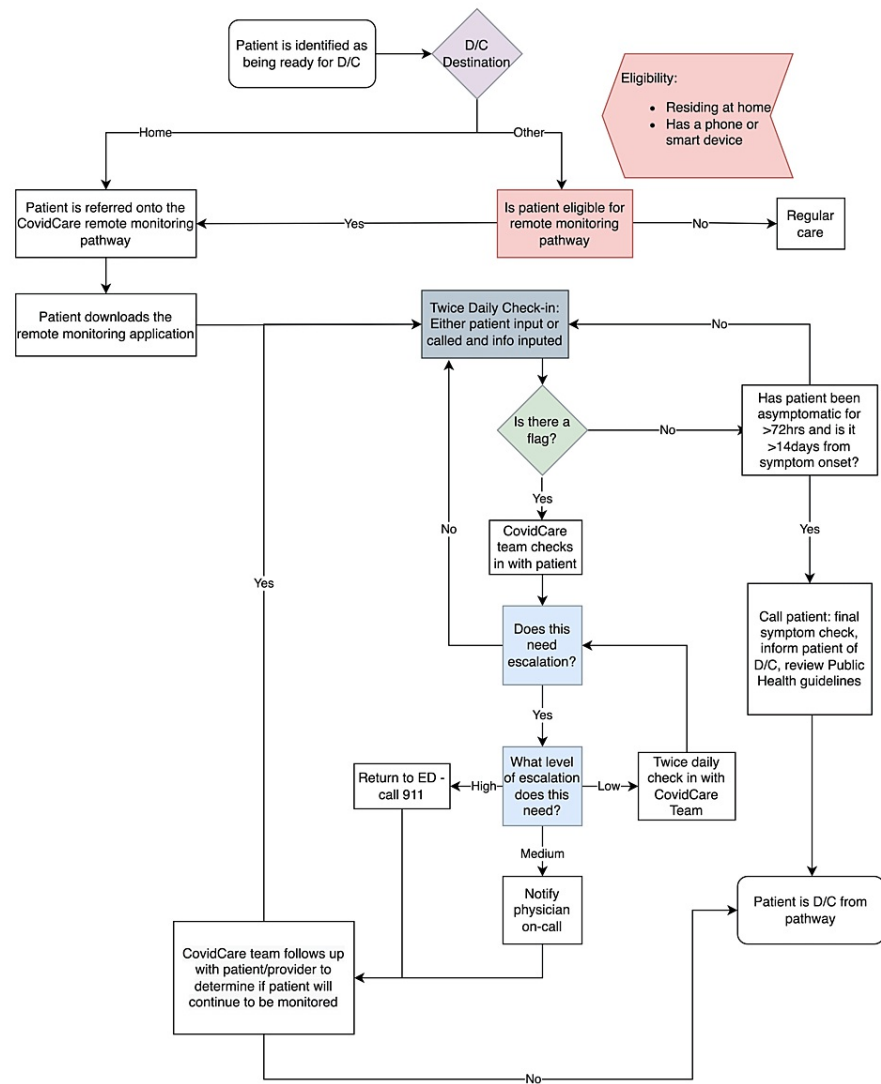 Patient is identified as
being ready for D/C
D/C
Destination
Eligibility:
• Residing at home
• Has a phone or
smart device
Home
Other
Patient is referred onto the
CovidCare remote monitoring
pathway
Yes
Is patient eligible for
remote monitoring
pathway
No
Regular
care
Patient downloads the
remote monitoring application
Twice Daily Check-in:
Either patient input or
called and info inputed
No
Is there a
flag?
No
Has patient been
asymptomatic for
>72hrs and is it
>14days from
symptom onset?
Yes
No
Yes
CovidCare
team checks
in with patient
Yes
Does this
need
escalation?
Call patient: final
symptom check,
inform patient of
D/C, review Public
Health guidelines
Yes
Return to ED -
call 911
High
What level
of escalation
does this
need?
Low
Twice daily
check in with
CovidCare
Team
Medium
Notify
physician
on-call
Patient is D/C from
pathway
CovidCare team follows up
with patient/provider to
determine if patient will
continue to be monitored
No